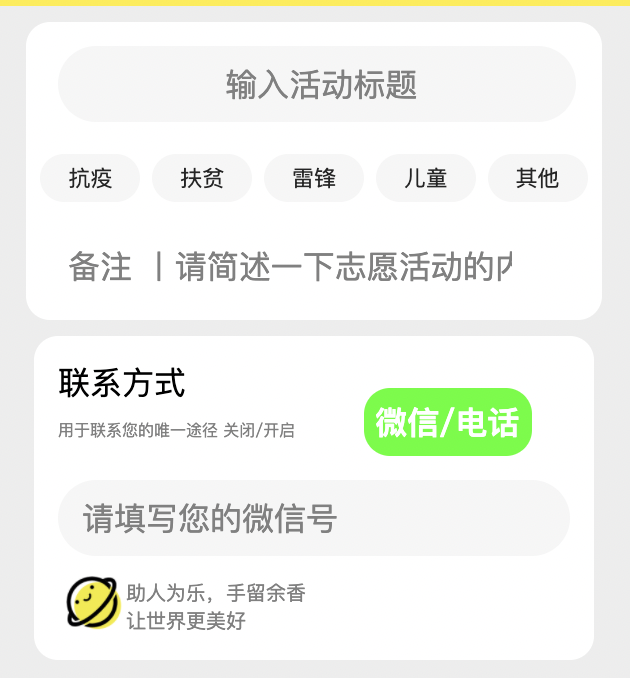 输入活动标题
抗疫 扶贫 雷锋 儿童 其他
备注 丨请简述一下志愿活动的内
联系方式
用于联系您的唯一途径 关闭/开启
微信/电话
请填写您的微信号
助人为乐，手留余香
让世界更美好